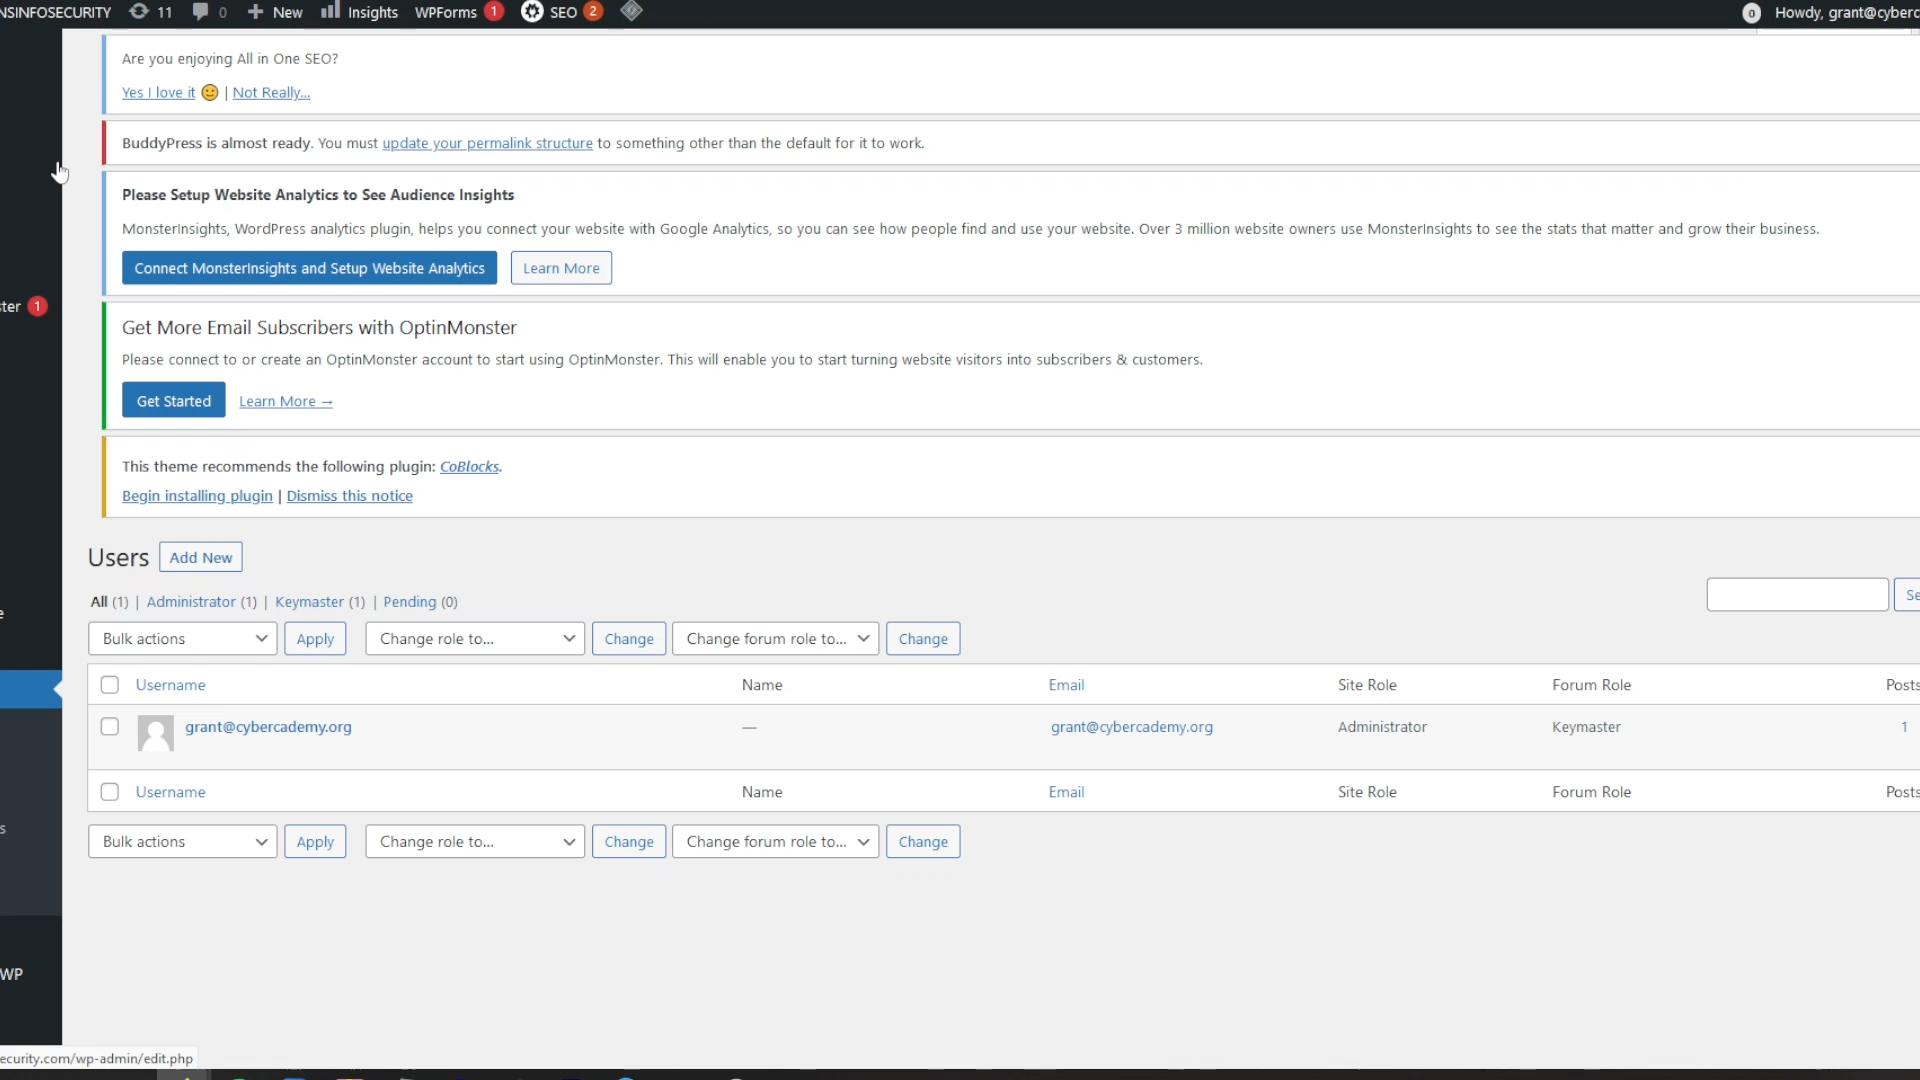 NSINFOSECURITY 11 0 New Insights WPForms 1 SEO 2 0 Howdy, grant@cyberc
Are you enjoying All in One SEO?
Yes I love it 🙂 | Not Really...
BuddyPress is almost ready. You must update your permalink structure to something other than the default for it to work.
Please Setup Website Analytics to See Audience Insights
MonsterInsights, WordPress analytics plugin, helps you connect your website with Google Analytics, so you can see how people find and use your website. Over 3 million website owners use MonsterInsights to see the stats that matter and grow their business.
Connect MonsterInsights and Setup Website Analytics Learn More
ster 1
Get More Email Subscribers with OptinMonster
Please connect to or create an OptinMonster account to start using OptinMonster. This will enable you to start turning website visitors into subscribers & customers.
Get Started Learn More →
This theme recommends the following plugin: CoBlocks.
Begin installing plugin | Dismiss this notice
Users Add New
All (1) | Administrator (1) | Keymaster (1) | Pending (0)
Se
e
Bulk actions Apply Change role to... Change Change forum role to... Change
Username Name Email Site Role Forum Role Posts
grant@cybercademy.org — grant@cybercademy.org Administrator Keymaster 1
Username Name Email Site Role Forum Role Posts
s
Bulk actions Apply Change role to... Change Change forum role to... Change
WP
ecurity.com/wp-admin/edit.php